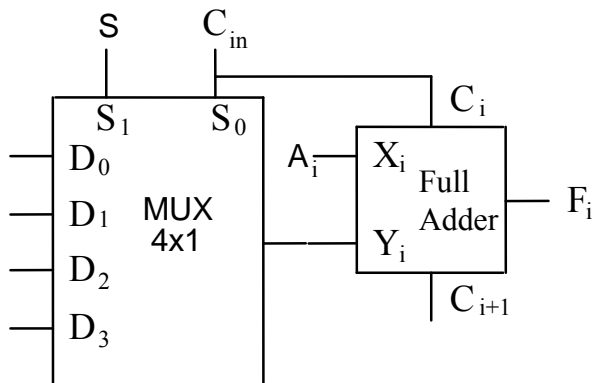 S C_in
S_1 S_0
C_i
D_0
A_i X_i
Full
Adder
F_i
D_1
MUX
4x1
D_2
Y_i
D_3
C_i+1